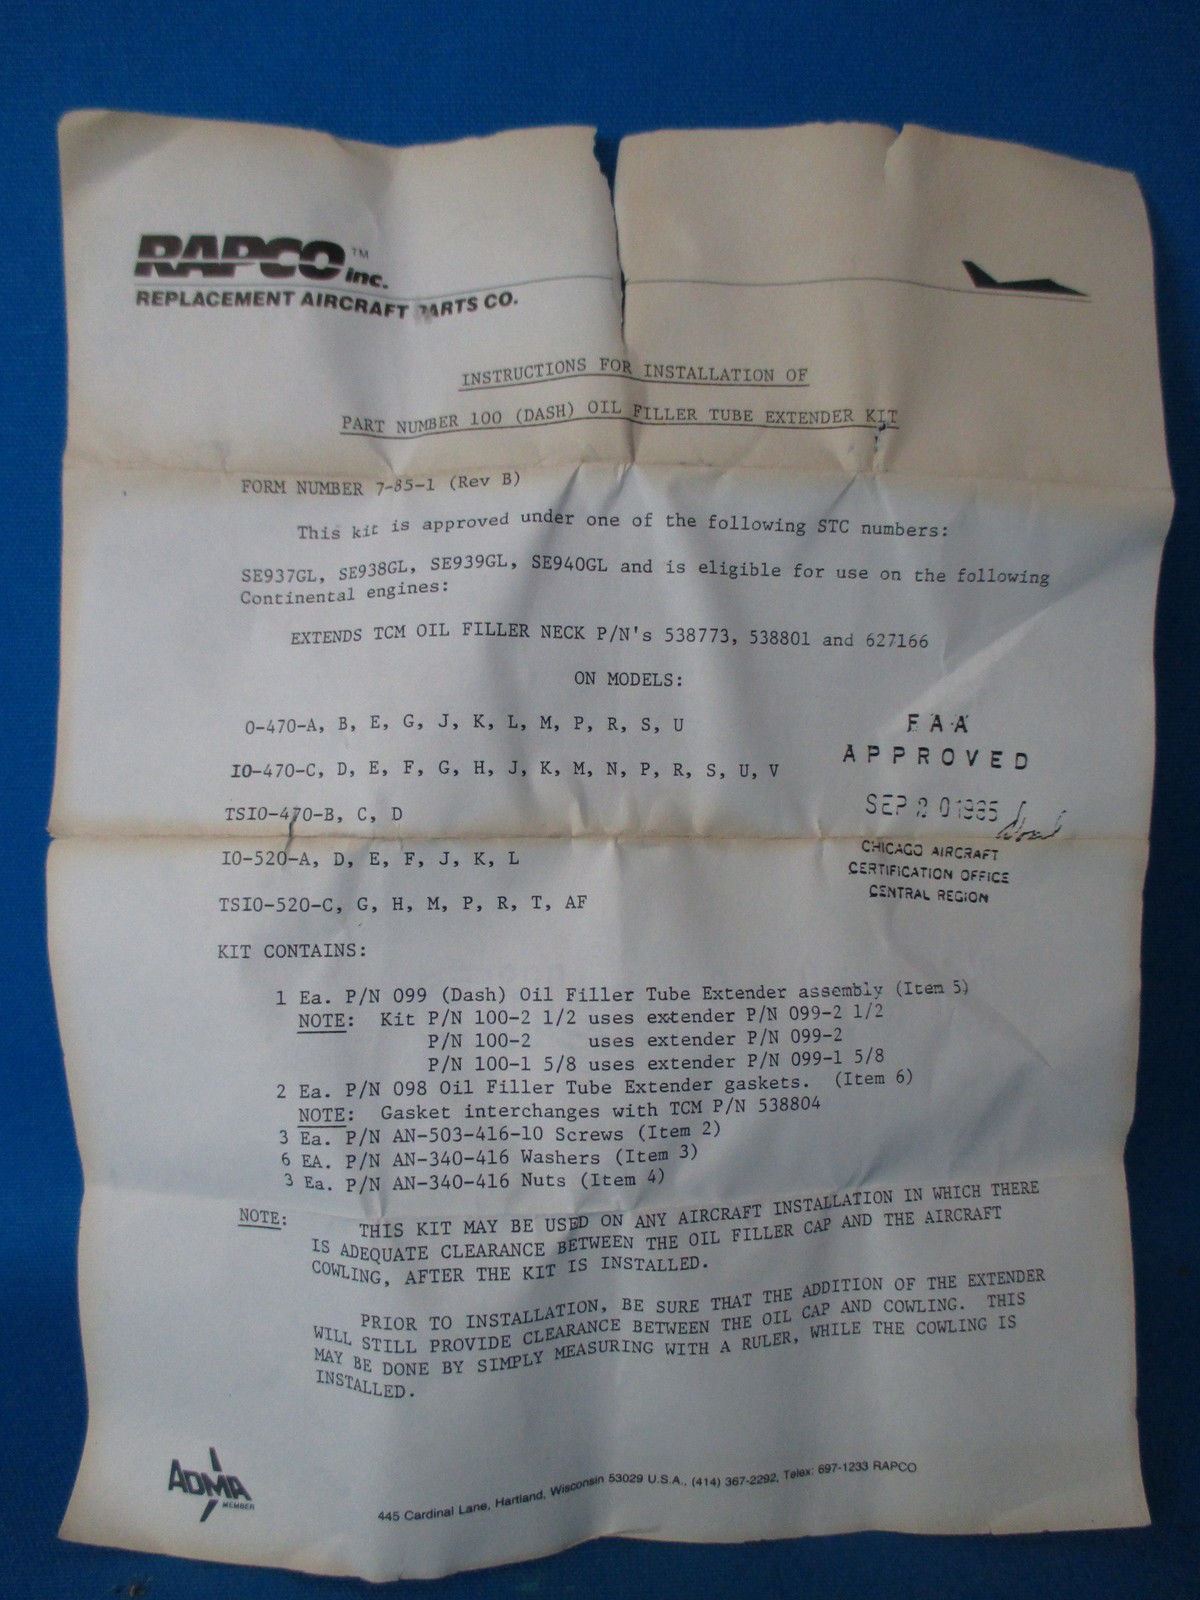 RAPCO™ inc.
REPLACEMENT AIRCRAFT PARTS CO.
INSTRUCTIONS FOR INSTALLATION OF
PART NUMBER 100 (DASH) OIL FILLER TUBE EXTENDER KIT
FORM NUMBER 7-85-1 (Rev B)
This kit is approved under one of the following STC numbers:
SE937GL, SE938GL, SE939GL, SE940GL and is eligible for use on the following
Continental engines:
EXTENDS TCM OIL FILLER NECK P/N's 538773, 538801 and 627166
ON MODELS:
O-470-A, B, E, G, J, K, L, M, P, R, S, U
IO-470-C, D, E, F, G, H, J, K, M, N, P, R, S, U, V
TSIO-470-B, C, D
IO-520-A, D, E, F, J, K, L
TSIO-520-C, G, H, M, P, R, T, AF
FAA
APPROVED
SEP 20 1985
CHICAGO AIRCRAFT
CERTIFICATION OFFICE
CENTRAL REGION
KIT CONTAINS:
1 Ea. P/N 099 (Dash) Oil Filler Tube Extender assembly (Item 5)
NOTE: Kit P/N 100-2 1/2 uses extender P/N 099-2 1/2
P/N 100-2 uses extender P/N 099-2
P/N 100-1 5/8 uses extender P/N 099-1 5/8
2 Ea. P/N 098 Oil Filler Tube Extender gaskets. (Item 6)
NOTE: Gasket interchanges with TCM P/N 538804
3 Ea. P/N AN-503-416-10 Screws (Item 2)
6 EA. P/N AN-340-416 Washers (Item 3)
3 Ea. P/N AN-340-416 Nuts (Item 4)
NOTE: THIS KIT MAY BE USED ON ANY AIRCRAFT INSTALLATION IN WHICH THERE
IS ADEQUATE CLEARANCE BETWEEN THE OIL FILLER CAP AND THE AIRCRAFT
COWLING, AFTER THE KIT IS INSTALLED.
PRIOR TO INSTALLATION, BE SURE THAT THE ADDITION OF THE EXTENDER
WILL STILL PROVIDE CLEARANCE BETWEEN THE OIL CAP AND COWLING. THIS
MAY BE DONE BY SIMPLY MEASURING WITH A RULER, WHILE THE COWLING IS
INSTALLED.
ADMA
MEMBER
445 Cardinal Lane, Hartland, Wisconsin 53029 U.S.A., (414) 367-2292, Telex: 697-1233 RAPCO